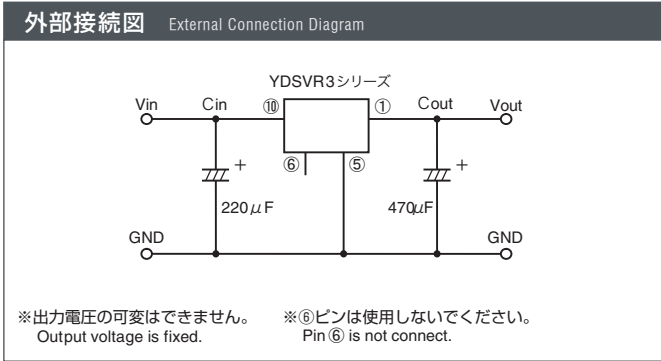 外部接続図 External Connection Diagram
YDSVR3シリーズ
Vin Cin ⑩ ① Cout Vout
⑥ ⑤
+ +
220μF 470μF
GND GND
※出力電圧の可変はできません。 ※⑥ピンは使用しないでください。
Output voltage is fixed. Pin ⑥ is not connect.